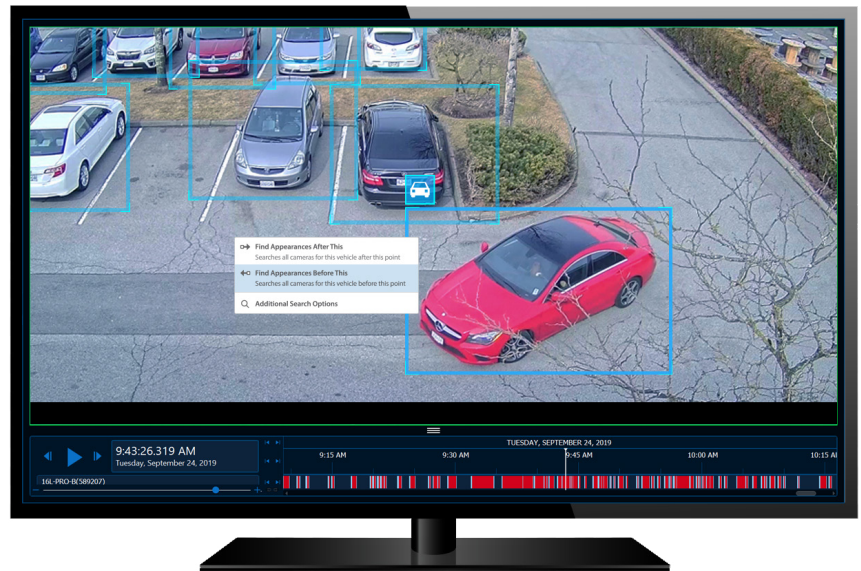 Find Appearances After This
Searches all cameras for this vehicle after this point
Find Appearances Before This
Searches all cameras for this vehicle before this point
Additional Search Options
TUESDAY, SEPTEMBER 24, 2019
9:43:26.319 AM
Tuesday, September 24, 2019
9:15 AM
9:30 AM
9:45 AM
10:00 AM
10:15 A
16L-PRO-B(589207)